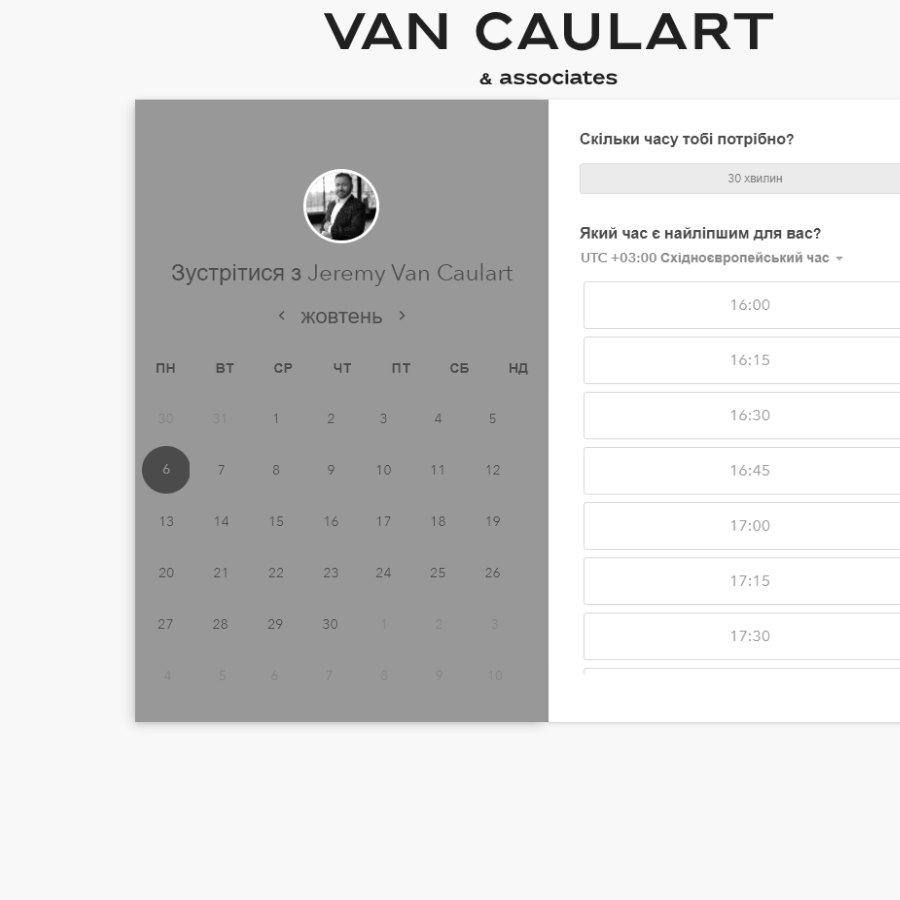 VAN CAULART
& associates
Зустрітися з Jeremy Van Caulart
жовтень
ПН ВТ СР ЧТ ПТ СБ НД
30 31 1 2 3 4 5
6 7 8 9 10 11 12
13 14 15 16 17 18 19
20 21 22 23 24 25 26
27 28 29 30 1 2 3
4 5 6 7 8 9 10
Скільки часу тобі потрібно?
30 хвилин
Який час є найліпшим для вас?
UTC +03:00 Східноєвропейський час
16:00
16:15
16:30
16:45
17:00
17:15
17:30